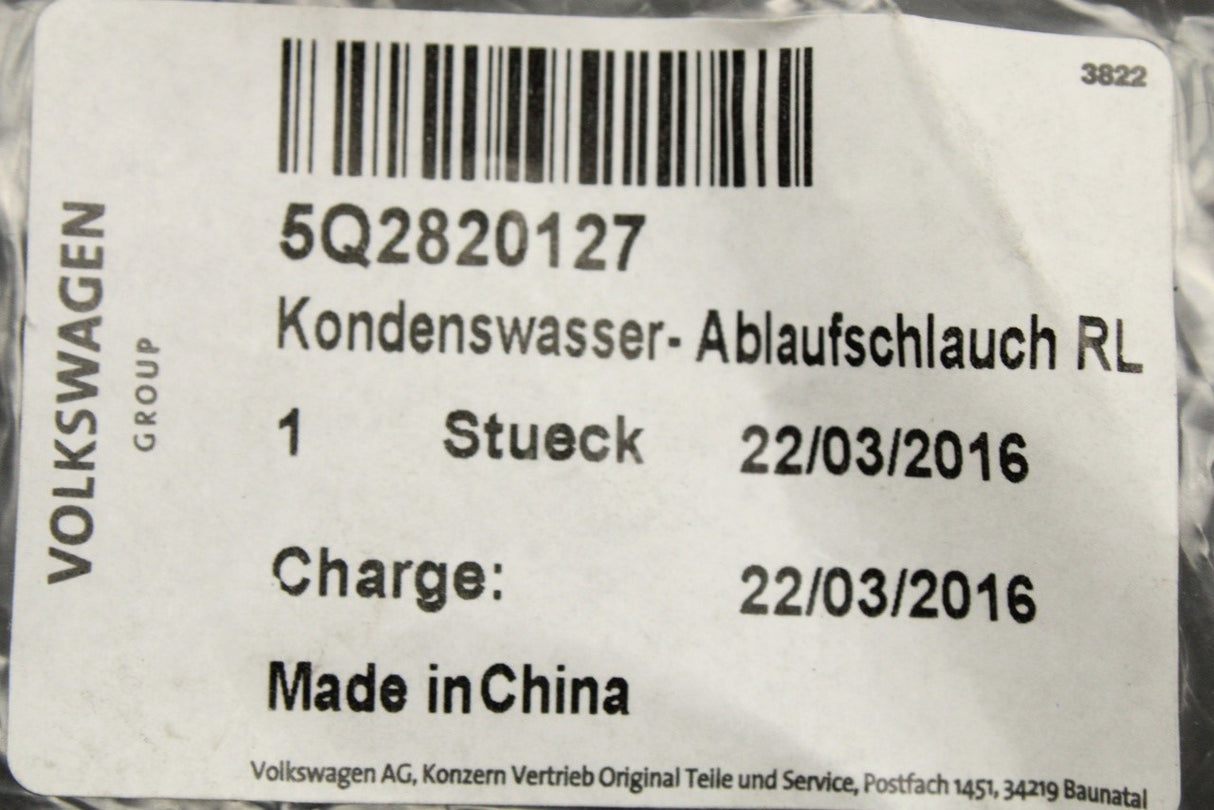 3822
5Q2820127
Kondenswasser- Ablaufschlauch RL
1 Stueck 22/03/2016
Charge: 22/03/2016
Made in China
Volkswagen AG, Konzern Vertrieb Original Teile und Service, Postfach 1451, 34219 Baunatal
VOLKSWAGEN
GROUP